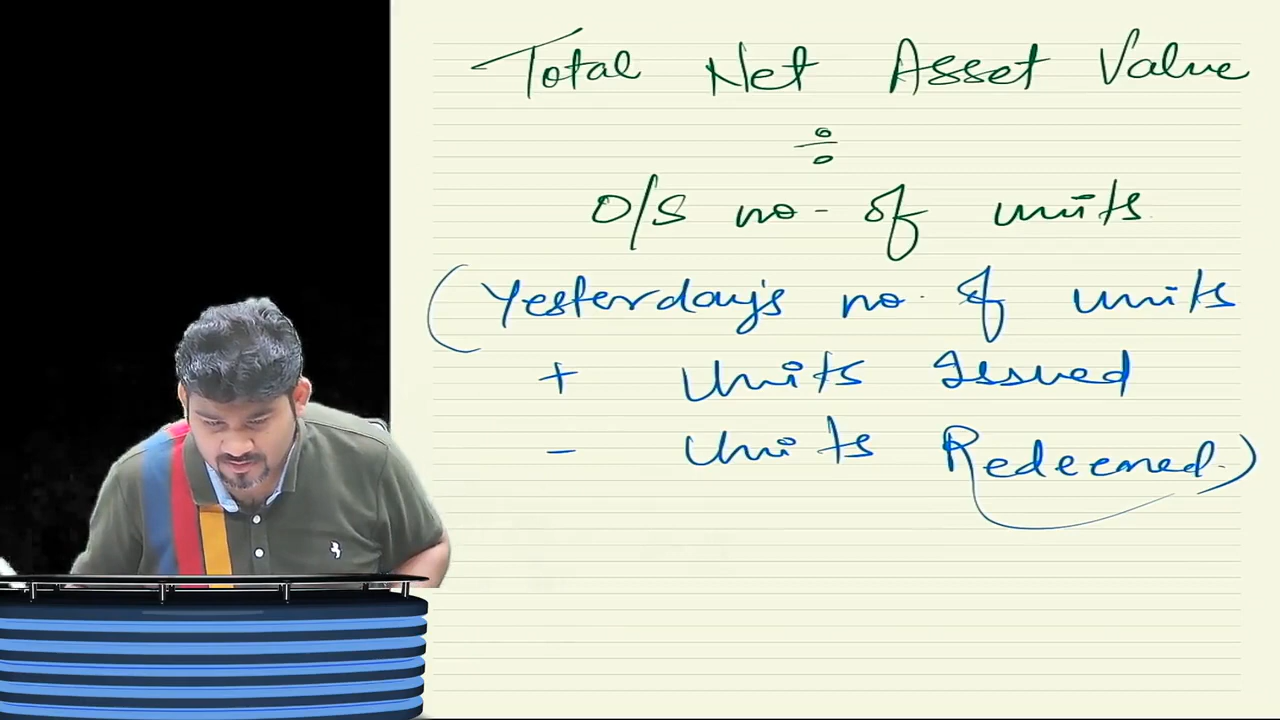 Total Net Asset Value
÷
O/S no. of units
(Yesterday's no. of units
+ Units Issued
- Units Redeemed.)